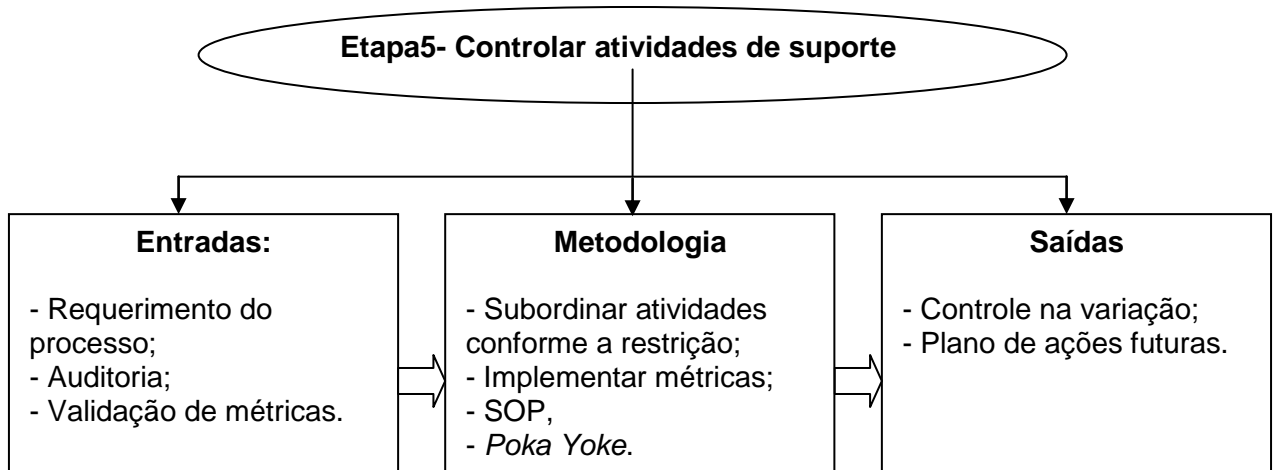 Etapa5- Controlar atividades de suporte
Entradas:
- Requerimento do
processo;
- Auditoria;
- Validação de métricas.
Metodologia
- Subordinar atividades
conforme a restrição;
- Implementar métricas;
- SOP,
- Poka Yoke.
Saídas
- Controle na variação;
- Plano de ações futuras.